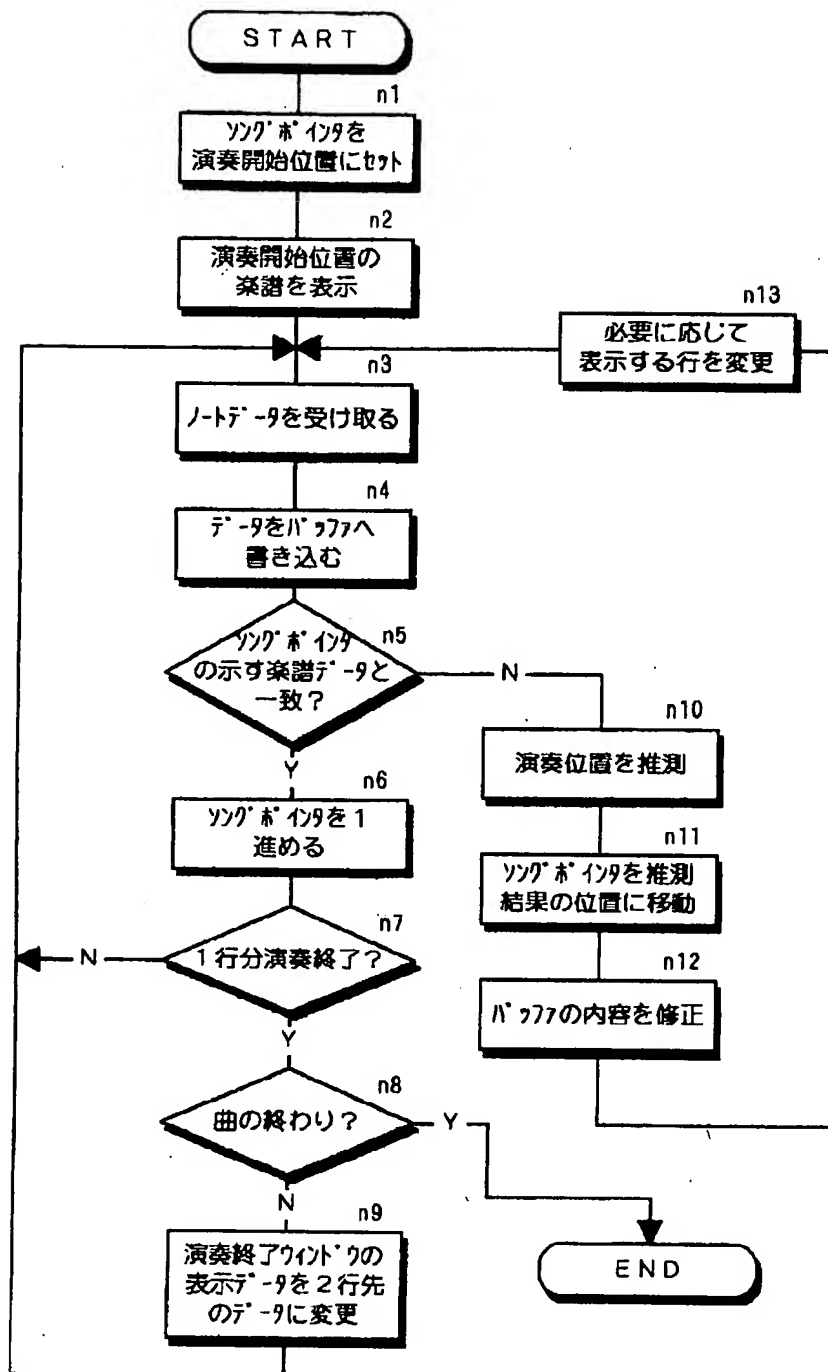 START
n1
ソングポインタを
演奏開始位置にセット
n2
演奏開始位置の
楽譜を表示
n13
必要に応じて
表示する行を変更
n3
ノートデータを受け取る
n4
データをバッファへ
書き込む
n5
ソングポインタ
の示す楽譜データと
一致?
N
Y
n10
演奏位置を推測
n6
ソングポインタを1
進める
n11
ソングポインタを推測
結果の位置に移動
n7
1行分演奏終了?
N
Y
n12
バッファの内容を修正
n8
曲の終わり?
Y
N
n9
演奏終了ウィンドウの
表示データを2行先
のデータに変更
END